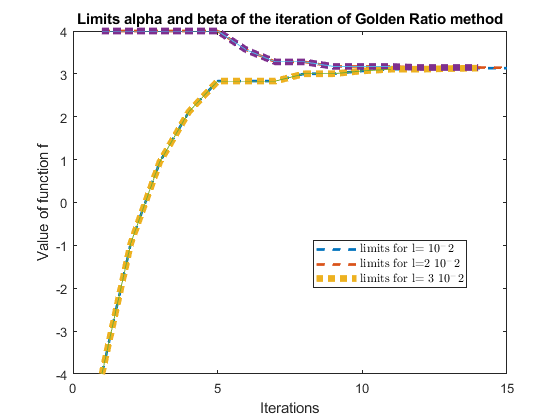 Limits alpha and beta of the iteration of Golden Ratio method
Value of function f
4
3
2
1
0
-1
-2
-3
-4
limits for l= 10⁻2
limits for l=2 10⁻2
limits for l= 3 10⁻2
0
5
10
15
Iterations